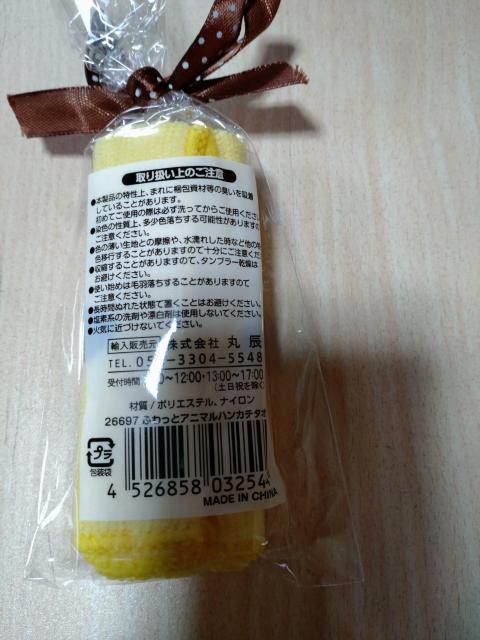 取り扱い上のご注意
●本製品の特性上、まれに梱包資材等の臭いを吸着
していることがあります。
初めてご使用の際は必ず洗ってからご使用くださ
●染色の性質上、多少色落ちする可能性がありますの
ご注意ください。
●色の薄い生地との摩擦や、水濡れした時など他の
色移行することがありますので十分にご注意くださ
●収縮することがありますので、タンブラー乾燥は
お避けください。
●使い始めは毛羽落ちすることがありますので
ご注意ください。
●長時間ぬれた状態で置くことはお避けください。
●塩素系の洗剤や漂白剤は使用しないでください。
●火気に近づけないでください。
輸入販売元 株式会社 丸辰
TEL. 05 -3304-5548
受付時間 0~12:00・13:00~17:00
(土日祝を除く)
材質/ポリエステル、ナイロン
26697 ぷちっとアニマルハンカチタオ
プラ
包装袋
4 526858 032544
MADE IN CHINA